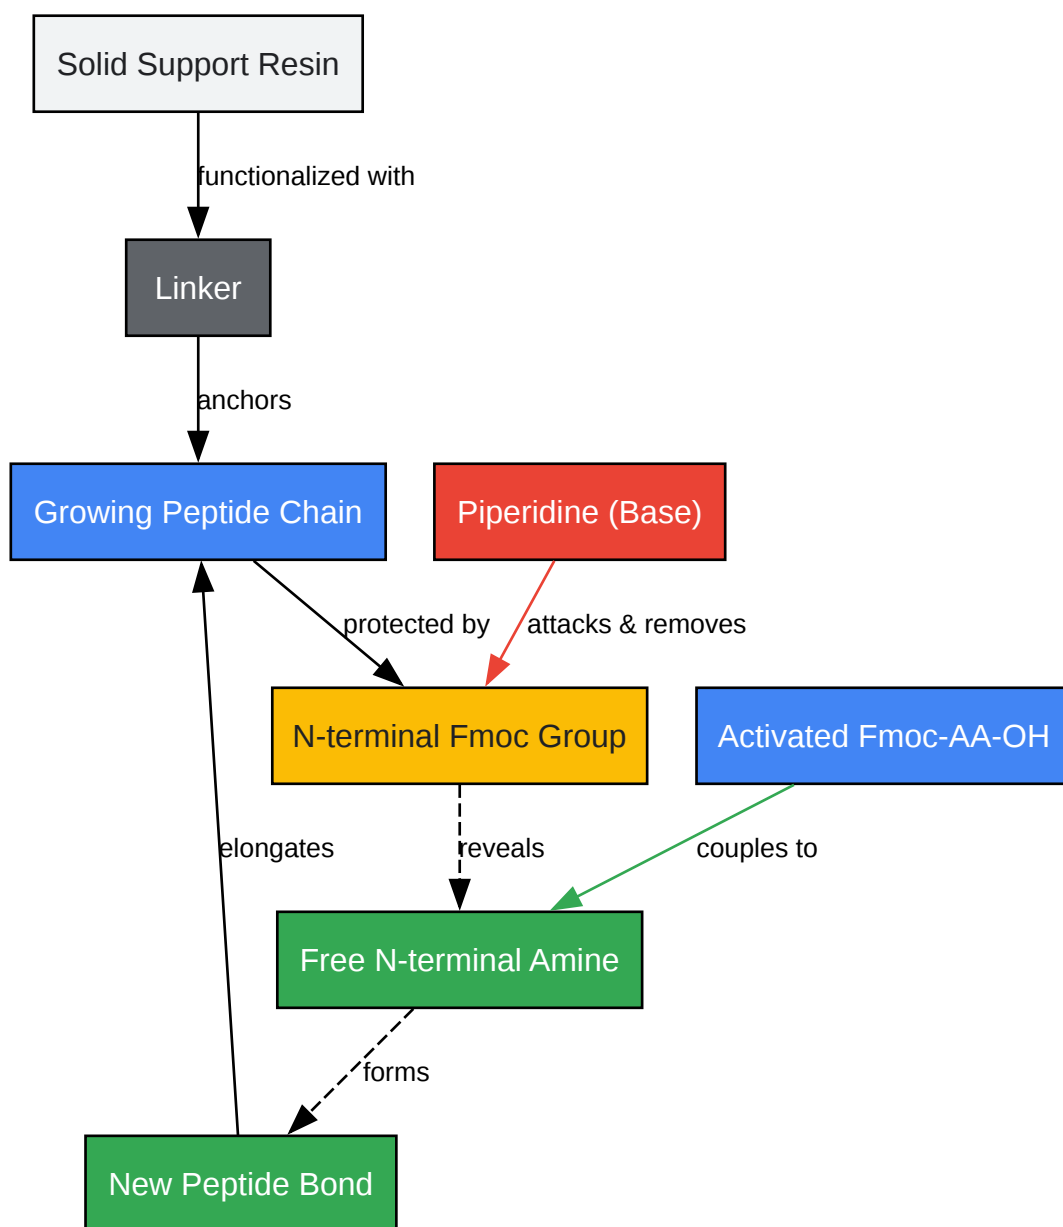 Solid Support Resin
functionalized with
Linker
anchors
Growing Peptide Chain
Piperidine (Base)
protected by
attacks & removes
N-terminal Fmoc Group
Activated Fmoc-AA-OH
elongates
reveals
couples to
Free N-terminal Amine
forms
New Peptide Bond